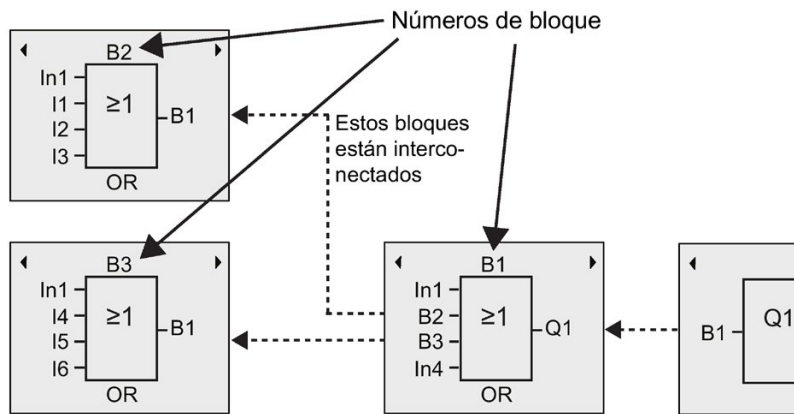 Números de bloque
B2
In1
I1
I2
I3
≥1
B1
OR
Estos bloques
están interco-
nectados
B3
In1
I4
I5
I6
≥1
B1
OR
B1
In1
B2
B3
In4
≥1
Q1
OR
B1
Q1